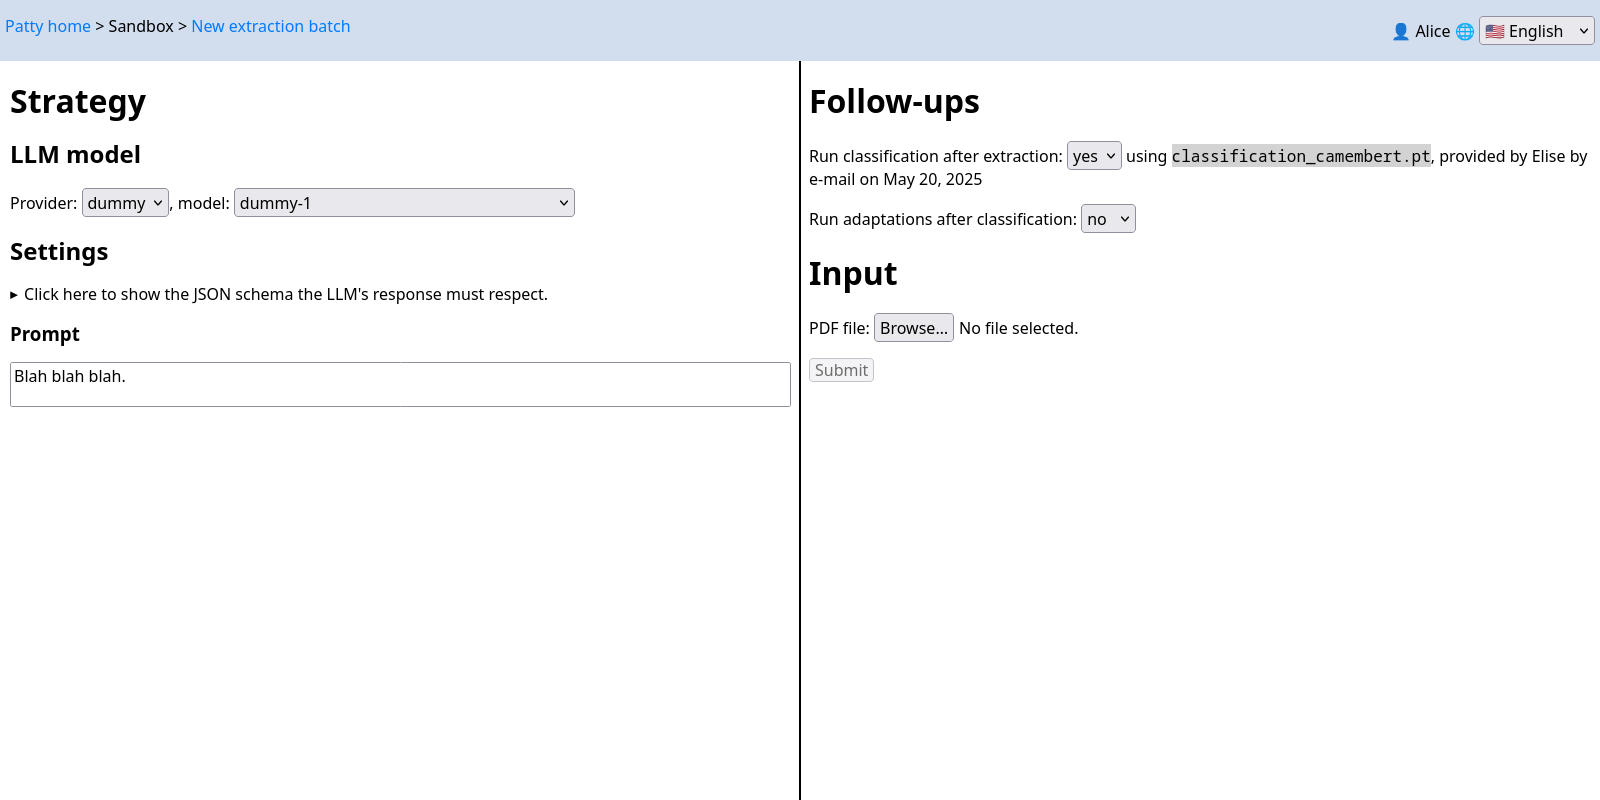 Patty home > Sandbox > New extraction batch
👤 Alice 🌐 🇺🇸 English
Strategy
LLM model
Provider: dummy, model: dummy-1
Settings
▸ Click here to show the JSON schema the LLM's response must respect.
Prompt
Blah blah blah.
Follow-ups
Run classification after extraction: yes using classification_camembert.pt, provided by Elise by
e-mail on May 20, 2025
Run adaptations after classification: no
Input
PDF file: Browse... No file selected.
Submit